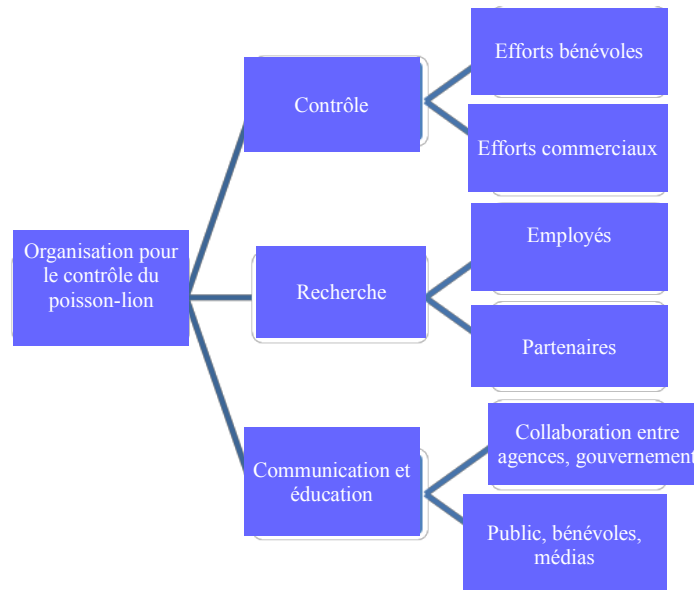 Organisation pour
le contrôle du
poisson-lion
Contrôle
Efforts bénévoles
Efforts commerciaux
Recherche
Employés
Partenaires
Communication et
éducation
Collaboration entre
agences, gouvernement
Public, bénévoles,
médias